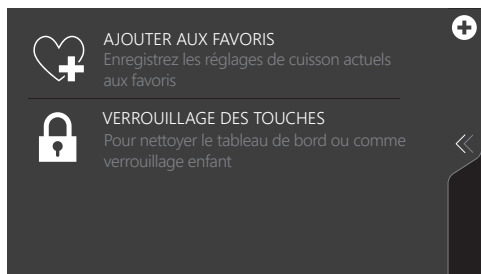 AJOUTER AUX FAVORIS
Enregistrez les réglages de cuisson actuels
aux favoris
VERROUILLAGE DES TOUCHES
Pour nettoyer le tableau de bord ou comme
verrouillage enfant